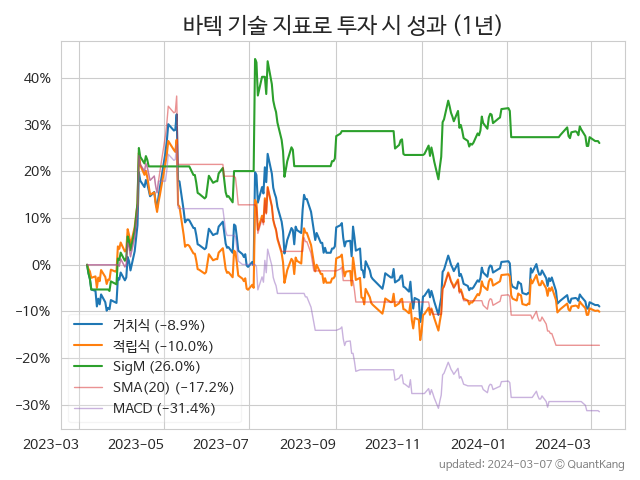 바텍 기술 지표로 투자 시 성과 (1년)
40%
30%
20%
10%
0%
−10%
−20%
−30%
거치식 (−8.9%)
적립식 (−10.0%)
SigM (26.0%)
SMA(20) (−17.2%)
MACD (−31.4%)
2023-03 2023-05 2023-07 2023-09 2023-11 2024-01 2024-03
updated: 2024-03-07 © QuantKang